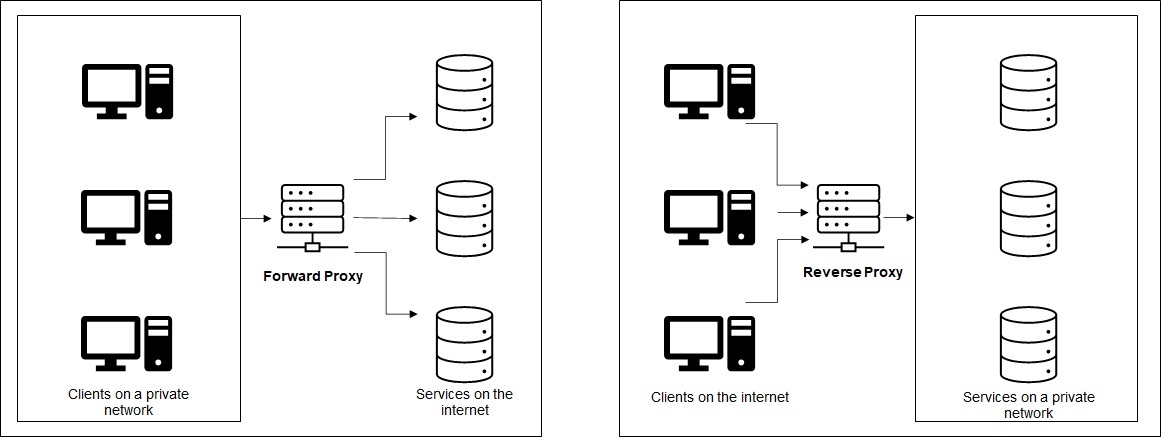 Forward Proxy
Clients on a private
network
Services on the
internet
Reverse Proxy
Clients on the internet
Services on a private
network